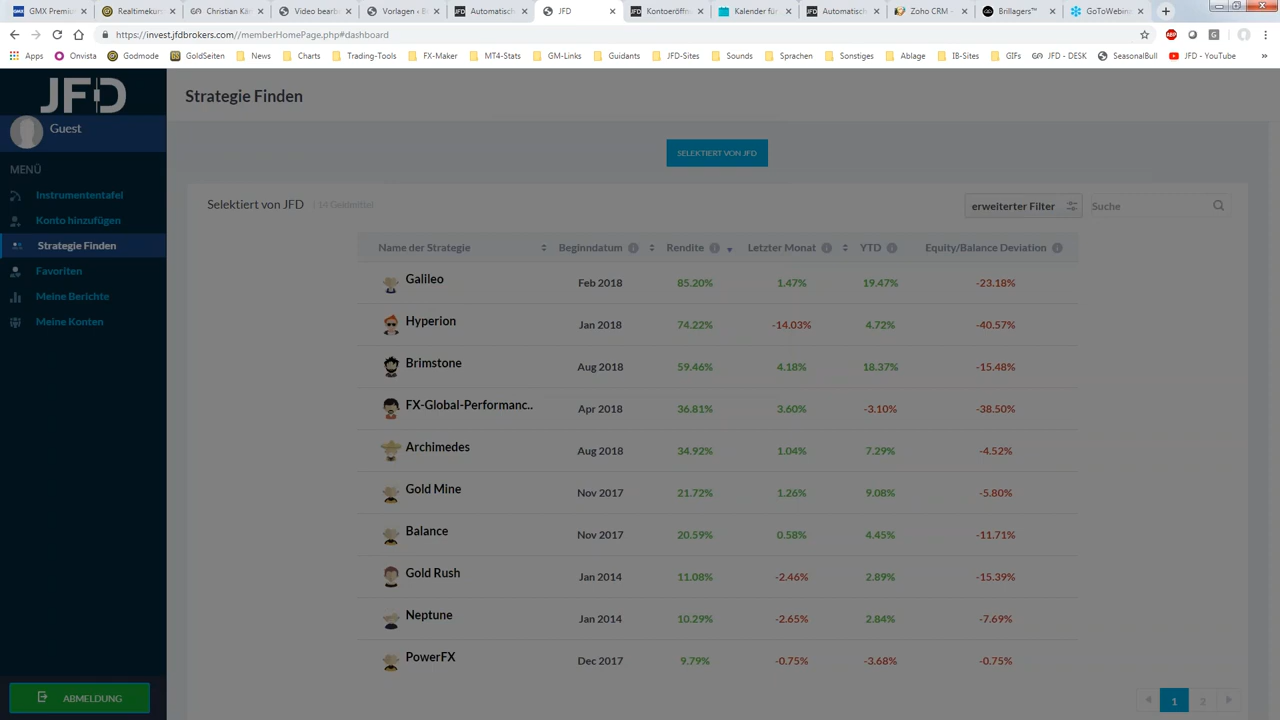 GMX Premium
Realtimekurs
Christian Kä
Video bearb
Vorlagen ‹ B
Automatisch
JFD
Kontoeröffn
Kalender für
Automatisch
Zoho CRM -
Brillagers™
GoToWebin
https://invest.jfdbrokers.com//memberHomePage.php#dashboard
Apps
Onvista
Godmode
GoldSeiten
News
Charts
Trading-Tools
FX-Maker
MT4-Stats
GM-Links
Guidants
JFD-Sites
Sounds
Sprachen
Sonstiges
Ablage
IB-Sites
GIFs
JFD - DESK
SeasonalBull
JFD - YouTube
»
JFD
Guest
MENÜ
Instrumententafel
Konto hinzufügen
Strategie Finden
Favoriten
Meine Berichte
Meine Konten
ABMELDUNG
Strategie Finden
SELEKTIERT VON JFD
Selektiert von JFD | 14 Geldmittel
erweiterter Filter
Suche
Name der Strategie Beginndatum Rendite Letzter Monat YTD Equity/Balance Deviation
Galileo Feb 2018 85.20% 1.47% 19.47% -23.18%
Hyperion Jan 2018 74.22% -14.03% 4.72% -40.57%
Brimstone Aug 2018 59.46% 4.18% 18.37% -15.48%
FX-Global-Performanc.. Apr 2018 36.81% 3.60% -3.10% -38.50%
Archimedes Aug 2018 34.92% 1.04% 7.29% -4.52%
Gold Mine Nov 2017 21.72% 1.26% 9.08% -5.80%
Balance Nov 2017 20.59% 0.58% 4.45% -11.71%
Gold Rush Jan 2014 11.08% -2.46% 2.89% -15.39%
Neptune Jan 2014 10.29% -2.65% 2.84% -7.69%
PowerFX Dec 2017 9.79% -0.75% -3.68% -0.75%
1 2